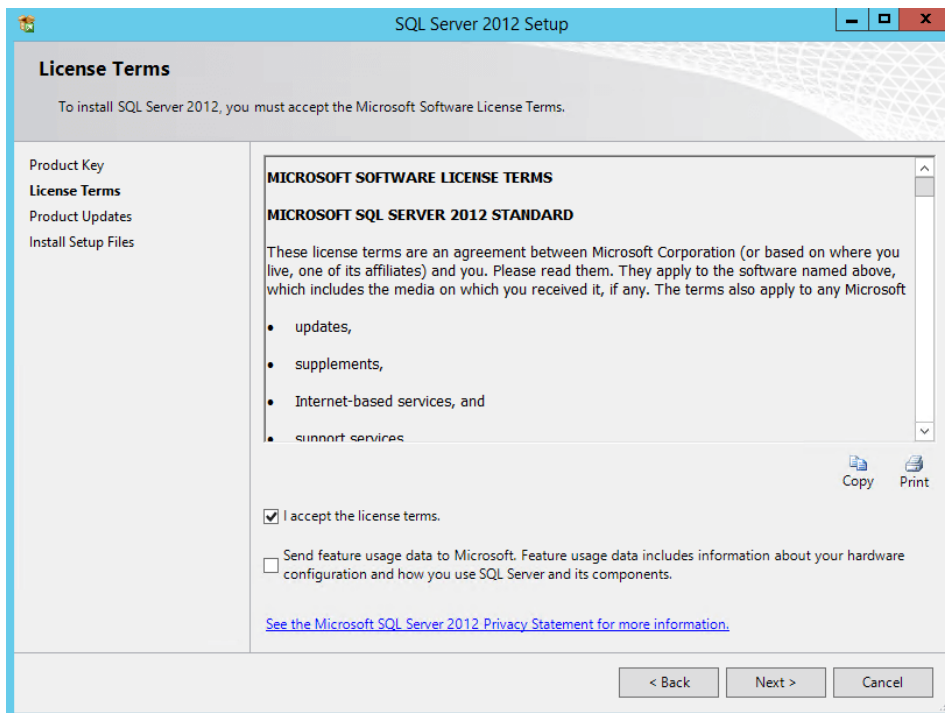 SQL Server 2012 Setup
License Terms
To install SQL Server 2012, you must accept the Microsoft Software License Terms.
Product Key
License Terms
Product Updates
Install Setup Files
MICROSOFT SOFTWARE LICENSE TERMS
MICROSOFT SQL SERVER 2012 STANDARD
These license terms are an agreement between Microsoft Corporation (or based on where you
live, one of its affiliates) and you. Please read them. They apply to the software named above,
which includes the media on which you received it, if any. The terms also apply to any Microsoft
• updates,
• supplements,
• Internet-based services, and
• support services
Copy Print
I accept the license terms.
Send feature usage data to Microsoft. Feature usage data includes information about your hardware
configuration and how you use SQL Server and its components.
See the Microsoft SQL Server 2012 Privacy Statement for more information.
< Back Next > Cancel